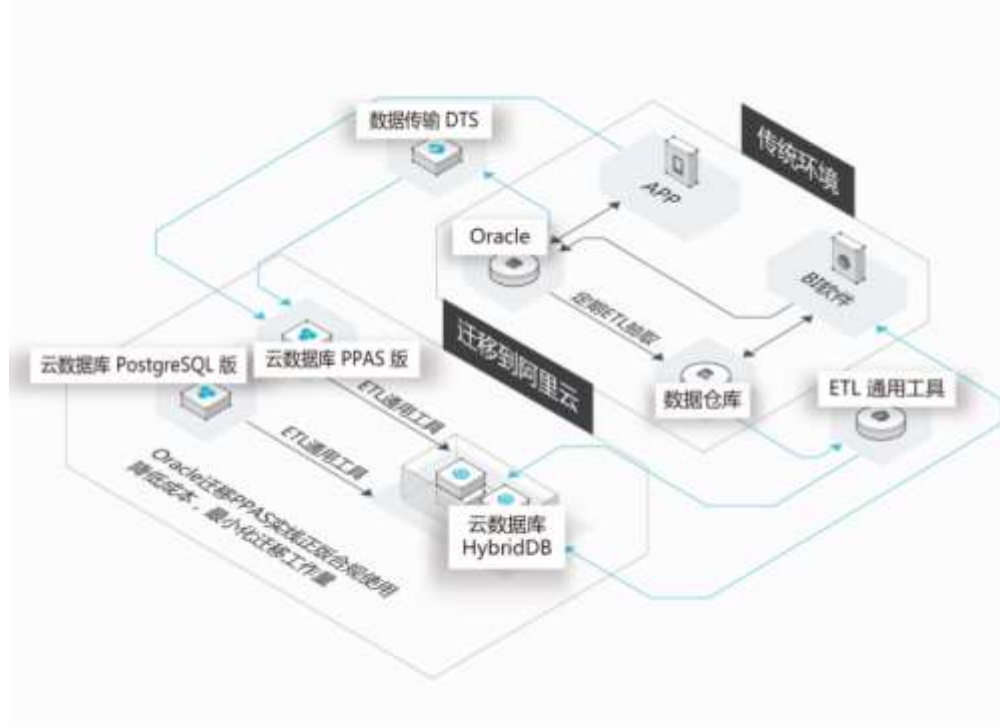 数据传输 DTS
传统环境
APP
Oracle
BI软件
定期ETL抽取
迁移到阿里云
云数据库 PostgreSQL 版
云数据库 PPAS 版
数据仓库
ETL 通用工具
ETL通用工具
ETL通用工具
云数据库
HybridDB
Oracle迁移PPAS实践正版合规使用
降低成本，最小化迁移工作量